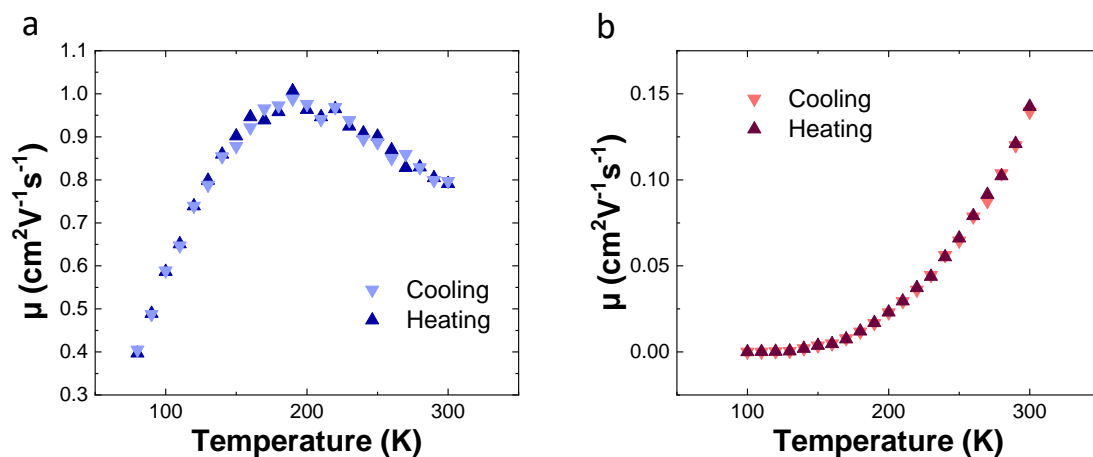 a
1.1
1.0
0.9
0.8
0.7
0.6
0.5
0.4
0.3
100
200
300
μ (cm²V⁻¹s⁻¹)
Temperature (K)
Cooling
Heating
b
0.15
0.10
0.05
0.00
100
200
300
μ (cm²V⁻¹s⁻¹)
Temperature (K)
Cooling
Heating